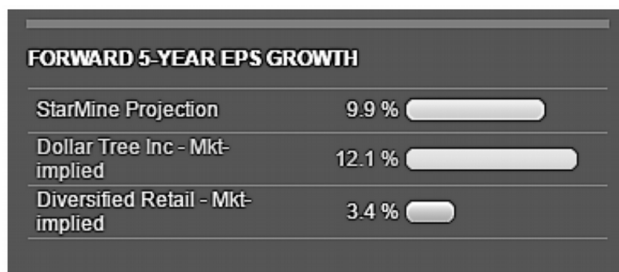 FORWARD 5-YEAR EPS GROWTH
StarMine Projection 9.9 %
Dollar Tree Inc - Mkt-
implied 12.1 %
Diversified Retail - Mkt-
implied 3.4 %